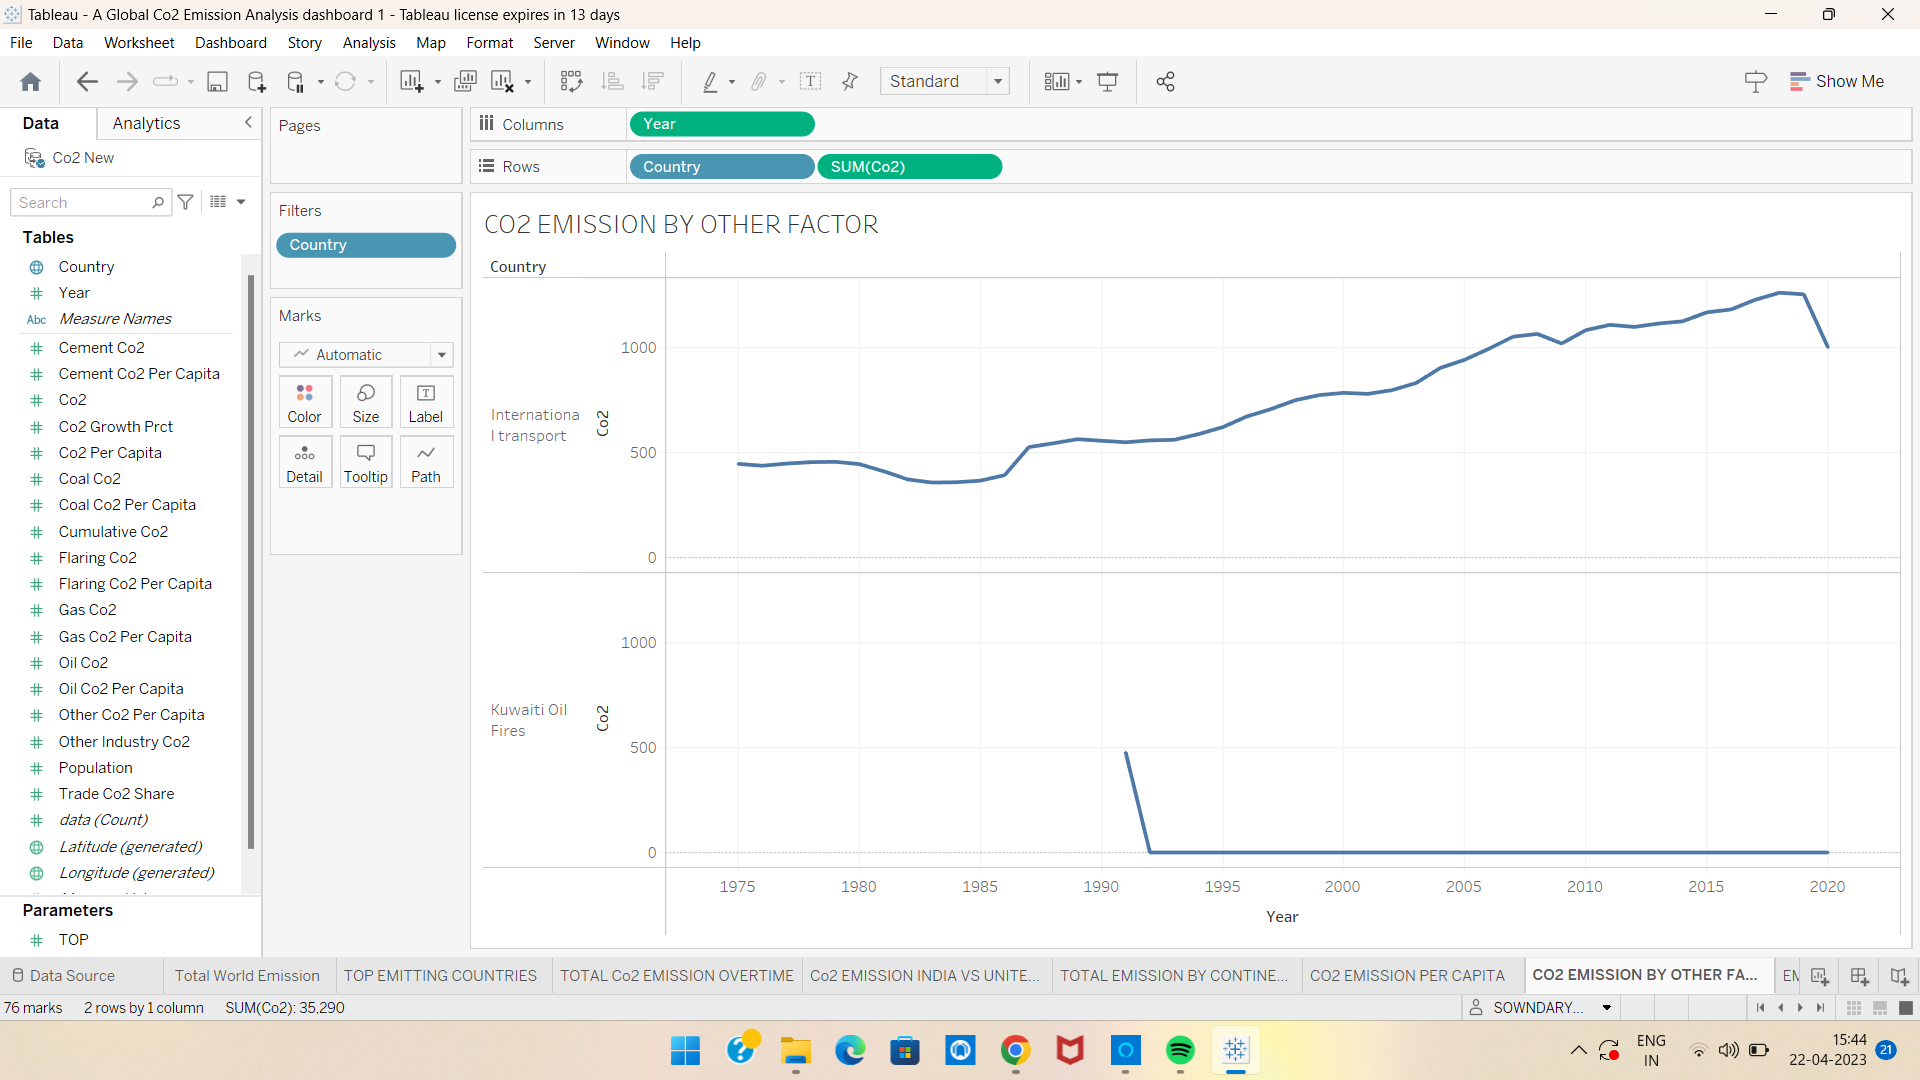 Tableau - A Global Co2 Emission Analysis dashboard 1 - Tableau license expires in 13 days
File Data Worksheet Dashboard Story Analysis Map Format Server Window Help
Standard
Show Me
Data Analytics
Co2 New
Search
Tables
Country
Year
Abc Measure Names
Cement Co2
Cement Co2 Per Capita
Co2
Co2 Growth Prct
Co2 Per Capita
Coal Co2
Coal Co2 Per Capita
Cumulative Co2
Flaring Co2
Flaring Co2 Per Capita
Gas Co2
Gas Co2 Per Capita
Oil Co2
Oil Co2 Per Capita
Other Co2 Per Capita
Other Industry Co2
Population
Trade Co2 Share
data (Count)
Latitude (generated)
Longitude (generated)
Parameters
TOP
Pages
Filters
Country
Marks
Automatic
Color Size Label
Detail Tooltip Path
Columns Year
Rows Country SUM(Co2)
CO2 EMISSION BY OTHER FACTOR
Country
Internationa
l transport
Co2
1000
500
0
Kuwaiti Oil
Fires
Co2
1000
500
0
1975 1980 1985 1990 1995 2000 2005 2010 2015 2020
Year
Data Source Total World Emission TOP EMITTING COUNTRIES TOTAL Co2 EMISSION OVERTIME Co2 EMISSION INDIA VS UNITE... TOTAL EMISSION BY CONTINE... CO2 EMISSION PER CAPITA CO2 EMISSION BY OTHER FA... EM
76 marks 2 rows by 1 column SUM(Co2): 35,290
SOWNDARY...
ENG
IN
15:44
22-04-2023
21